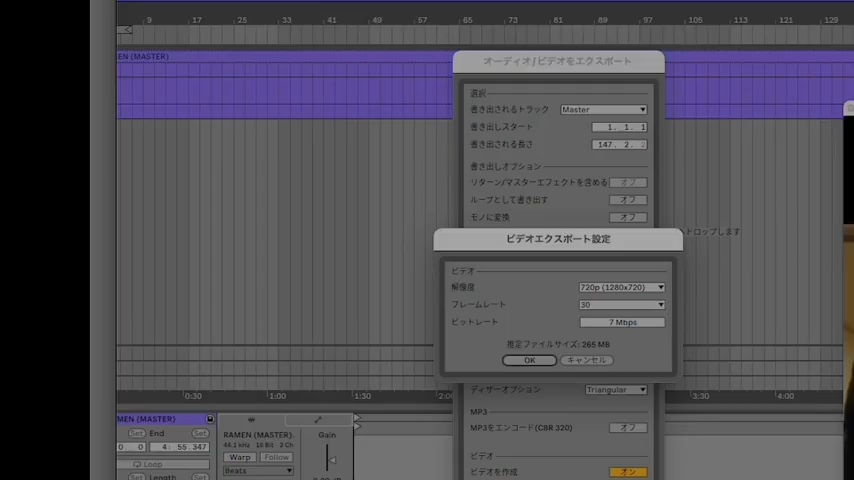 9 17 25 33 41 49 57 65 73 81 89 97 105 113 121 129
EN (MASTER)
オーディオ/ビデオをエクスポート
選択
書き出されるトラック Master
書き出しスタート 1. 1. 1
書き出される長さ 147. 2. 2
書き出しオプション
リターン/マスターエフェクトを含める オフ
ループとして書き出す オフ
モノに変換 オフ
ドロップします
ビデオエクスポート設定
ビデオ
解像度 720p (1280x720)
フレームレート 30
ビットレート 7 Mbps
推定ファイルサイズ: 265 MB
OK キャンセル
ディザーオプション Triangular
0:30 1:00 1:30 2:00 3:30 4:00
MP3
MP3をエンコード(CBR 320) オフ
ビデオ
ビデオを作成 オン
MEN (MASTER)
Set End Set
0 0 4: 55.347
Loop
Set Length Set
RAMEN (MASTER).
44.1 kHz 16 Bit 2 Ch
Warp Follow
Beats
Gain